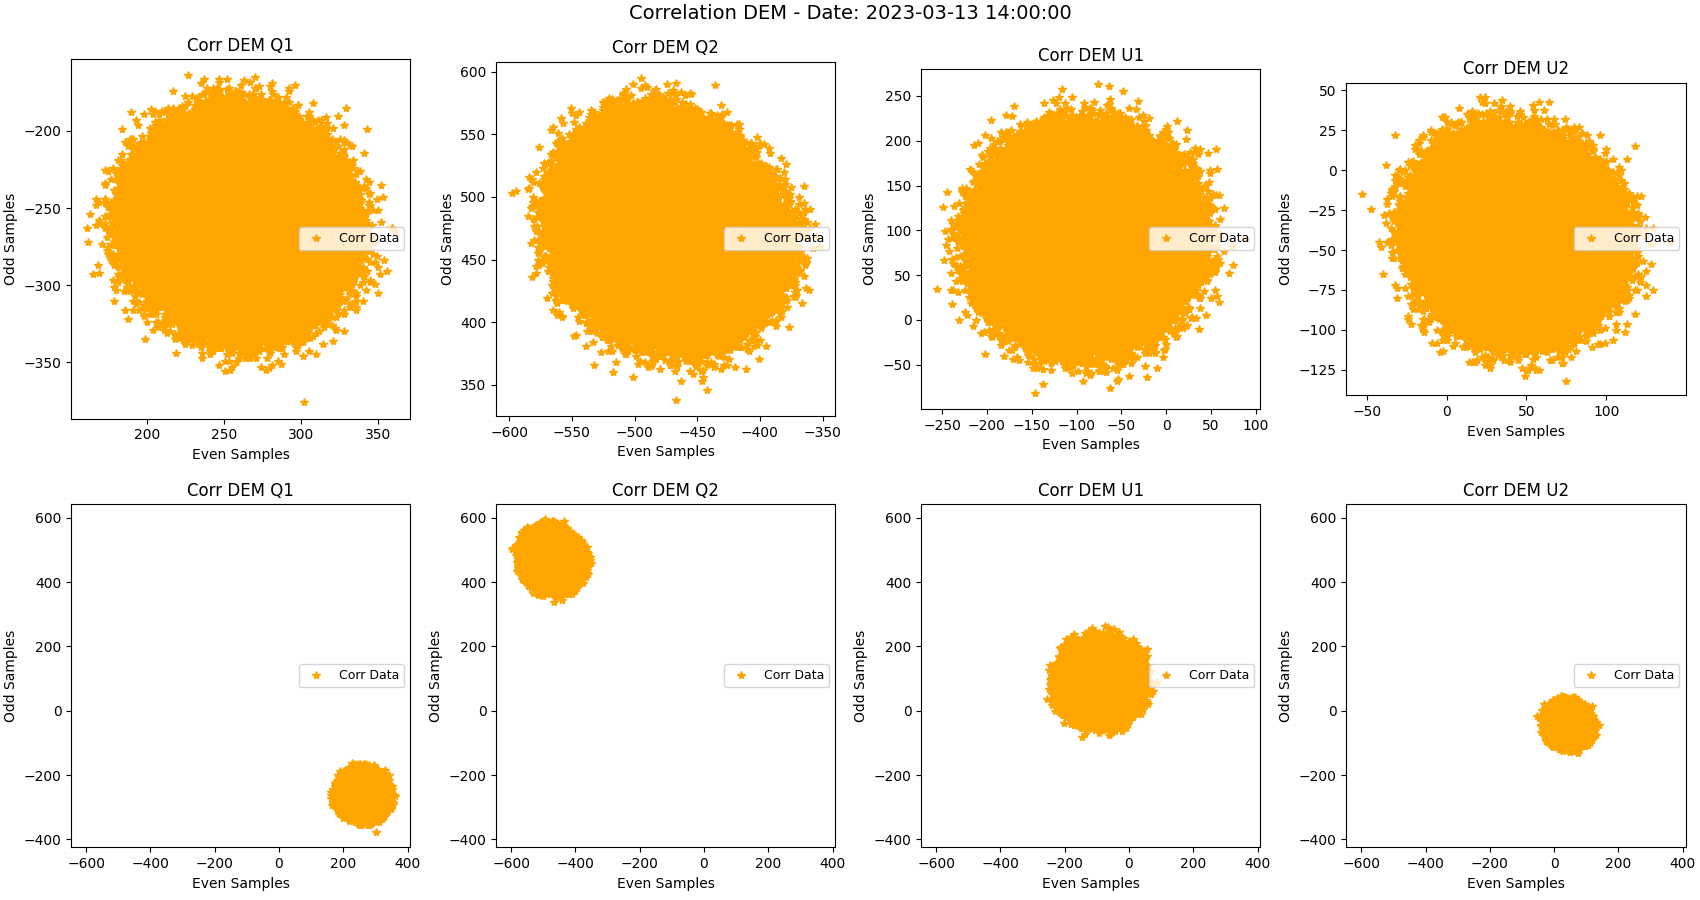 Correlation DEM - Date: 2023-03-13 14:00:00
Corr DEM Q1
Odd Samples
−200
−250
−300
−350
Corr Data
200 250 300 350
Even Samples
Corr DEM Q2
Odd Samples
600
550
500
450
400
350
Corr Data
−600 −550 −500 −450 −400 −350
Even Samples
Corr DEM U1
Odd Samples
250
200
150
100
50
0
−50
Corr Data
−250 −200 −150 −100 −50 0 50 100
Even Samples
Corr DEM U2
Odd Samples
50
25
0
−25
−50
−75
−100
−125
Corr Data
−50 0 50 100
Even Samples
Corr DEM Q1
Odd Samples
600
400
200
0
−200
−400
Corr Data
−600 −400 −200 0 200 400
Even Samples
Corr DEM Q2
Odd Samples
600
400
200
0
−200
−400
Corr Data
−600 −400 −200 0 200 400
Even Samples
Corr DEM U1
Odd Samples
600
400
200
0
−200
−400
Corr Data
−600 −400 −200 0 200 400
Even Samples
Corr DEM U2
Odd Samples
600
400
200
0
−200
−400
Corr Data
−600 −400 −200 0 200 400
Even Samples